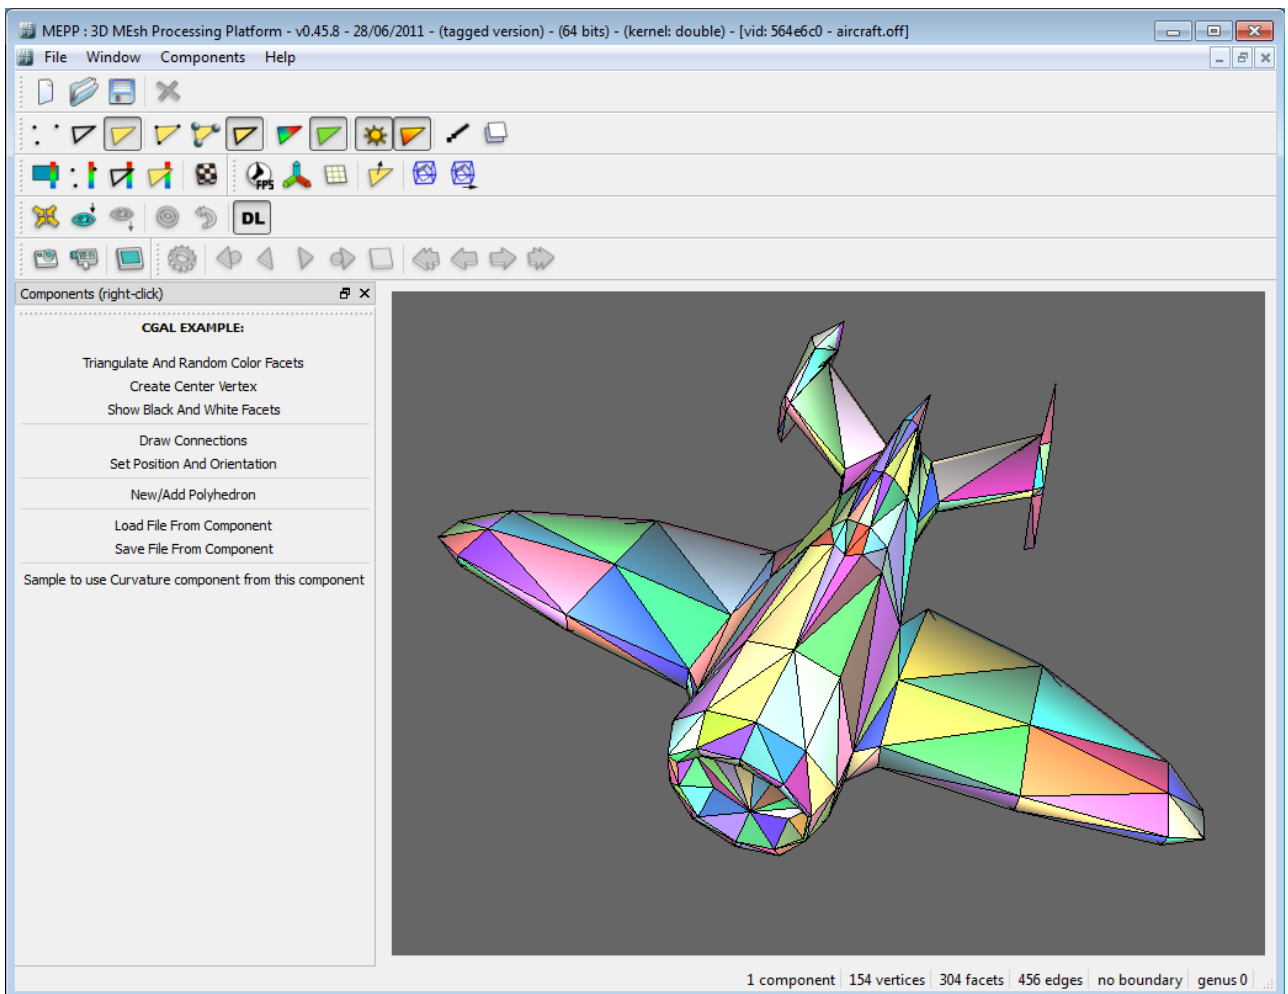 MEPP : 3D MEsh Processing Platform - v0.45.8 - 28/06/2011 - (tagged version) - (64 bits) - (kernel: double) - [vid: 564e6c0 - aircraft.off]
File Window Components Help
FPS
DL
Components (right-click)
CGAL EXAMPLE:
Triangulate And Random Color Facets
Create Center Vertex
Show Black And White Facets
Draw Connections
Set Position And Orientation
New/Add Polyhedron
Load File From Component
Save File From Component
Sample to use Curvature component from this component
1 component 154 vertices 304 facets 456 edges no boundary genus 0